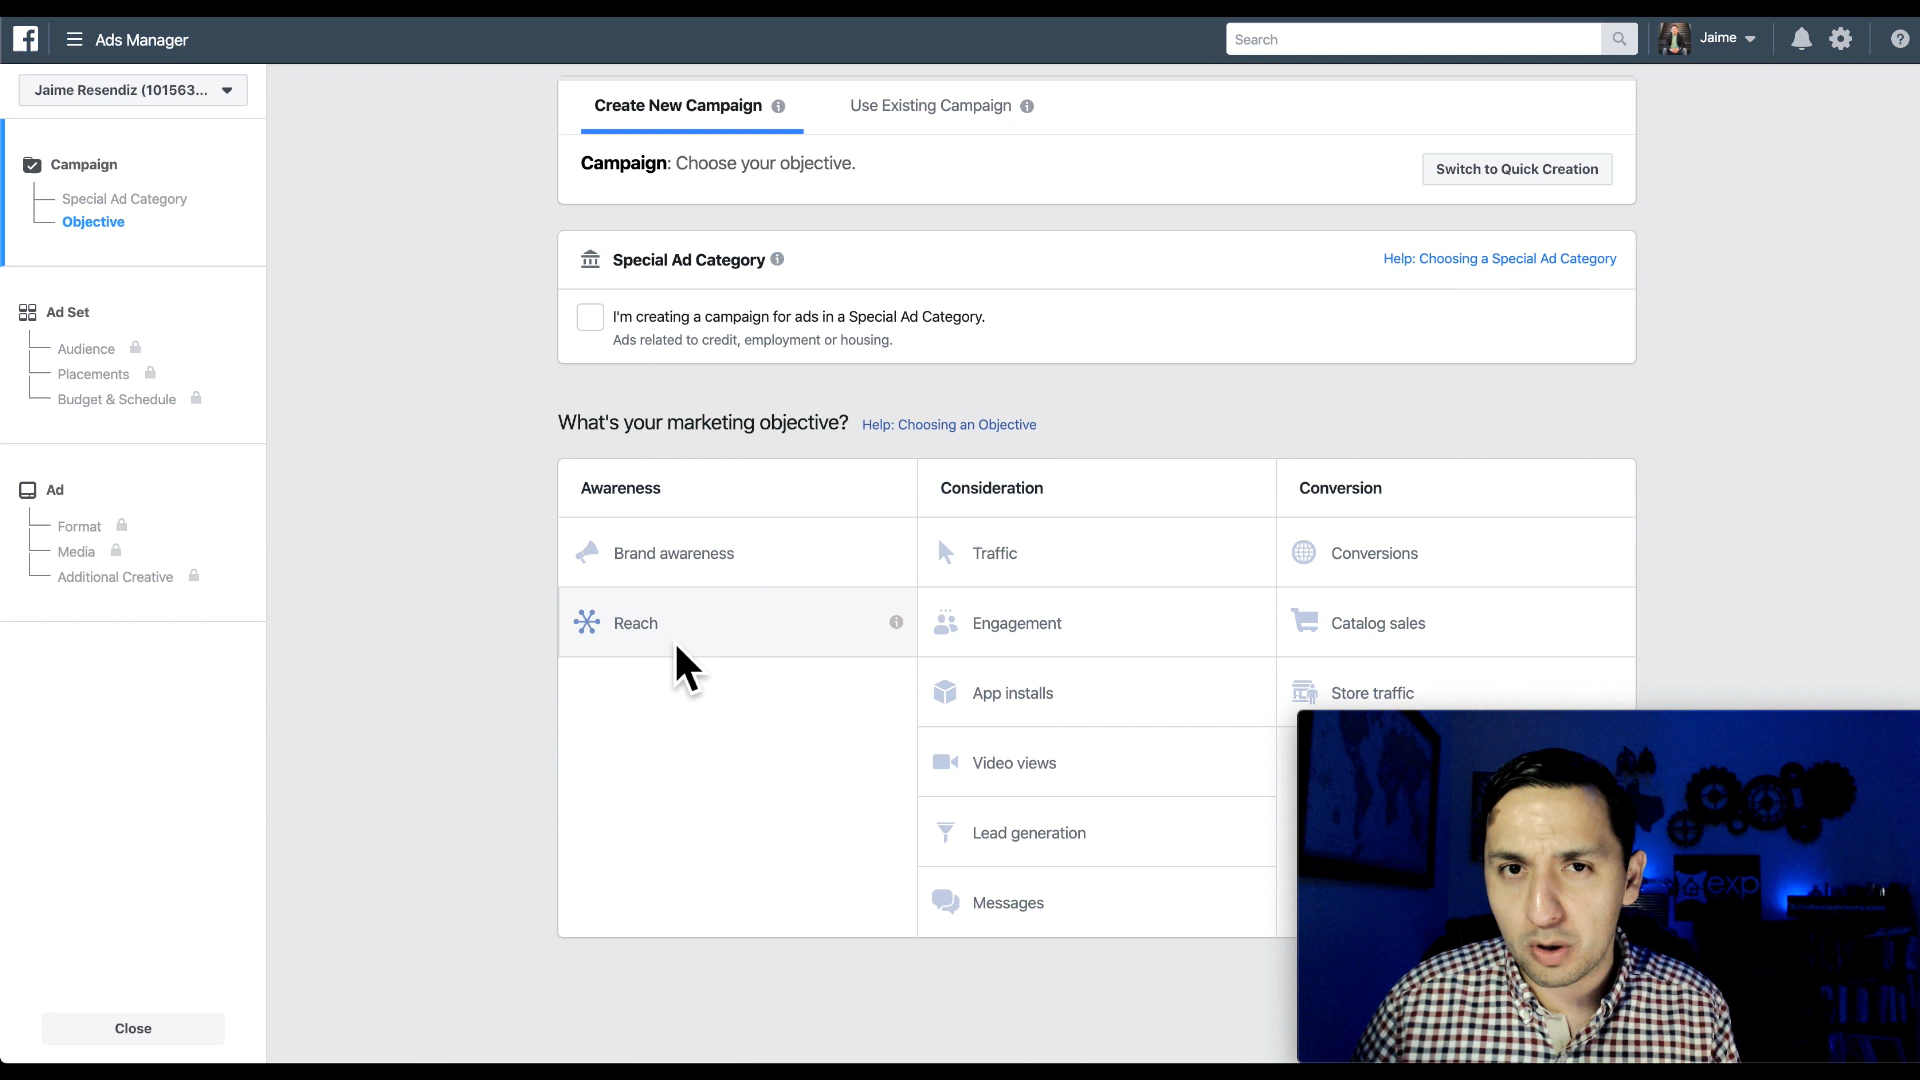 Ads Manager
Search
Jaime
Jaime Resendiz (101563...
Campaign
Special Ad Category
Objective
Ad Set
Audience
Placements
Budget & Schedule
Ad
Format
Media
Additional Creative
Close
Create New Campaign
Use Existing Campaign
Campaign: Choose your objective.
Switch to Quick Creation
Special Ad Category
Help: Choosing a Special Ad Category
I'm creating a campaign for ads in a Special Ad Category.
Ads related to credit, employment or housing.
What's your marketing objective? Help: Choosing an Objective
Awareness
Consideration
Conversion
Brand awareness
Traffic
Conversions
Reach
Engagement
Catalog sales
App installs
Store traffic
Video views
Lead generation
Messages
exp